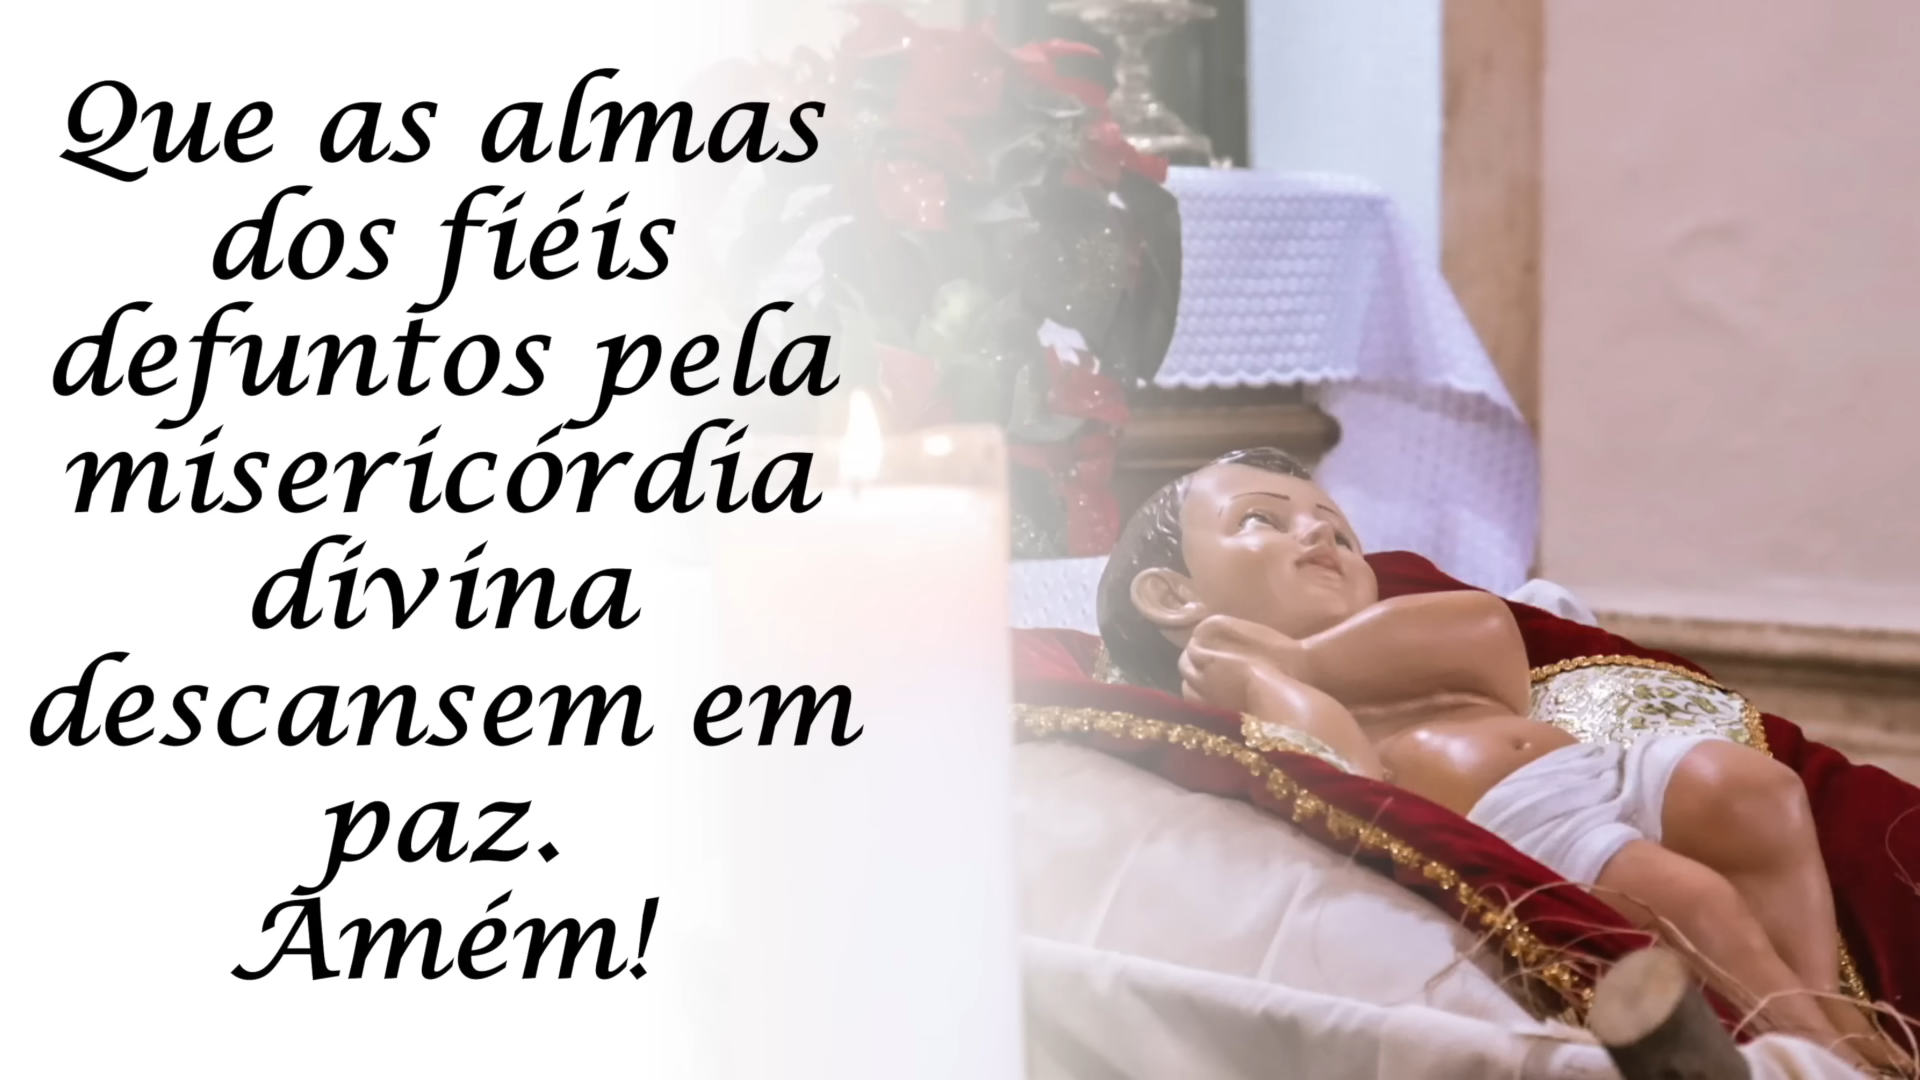 Que as almas
dos fiéis
defuntos pela
misericórdia
divina
descansem em
paz.
Amém!